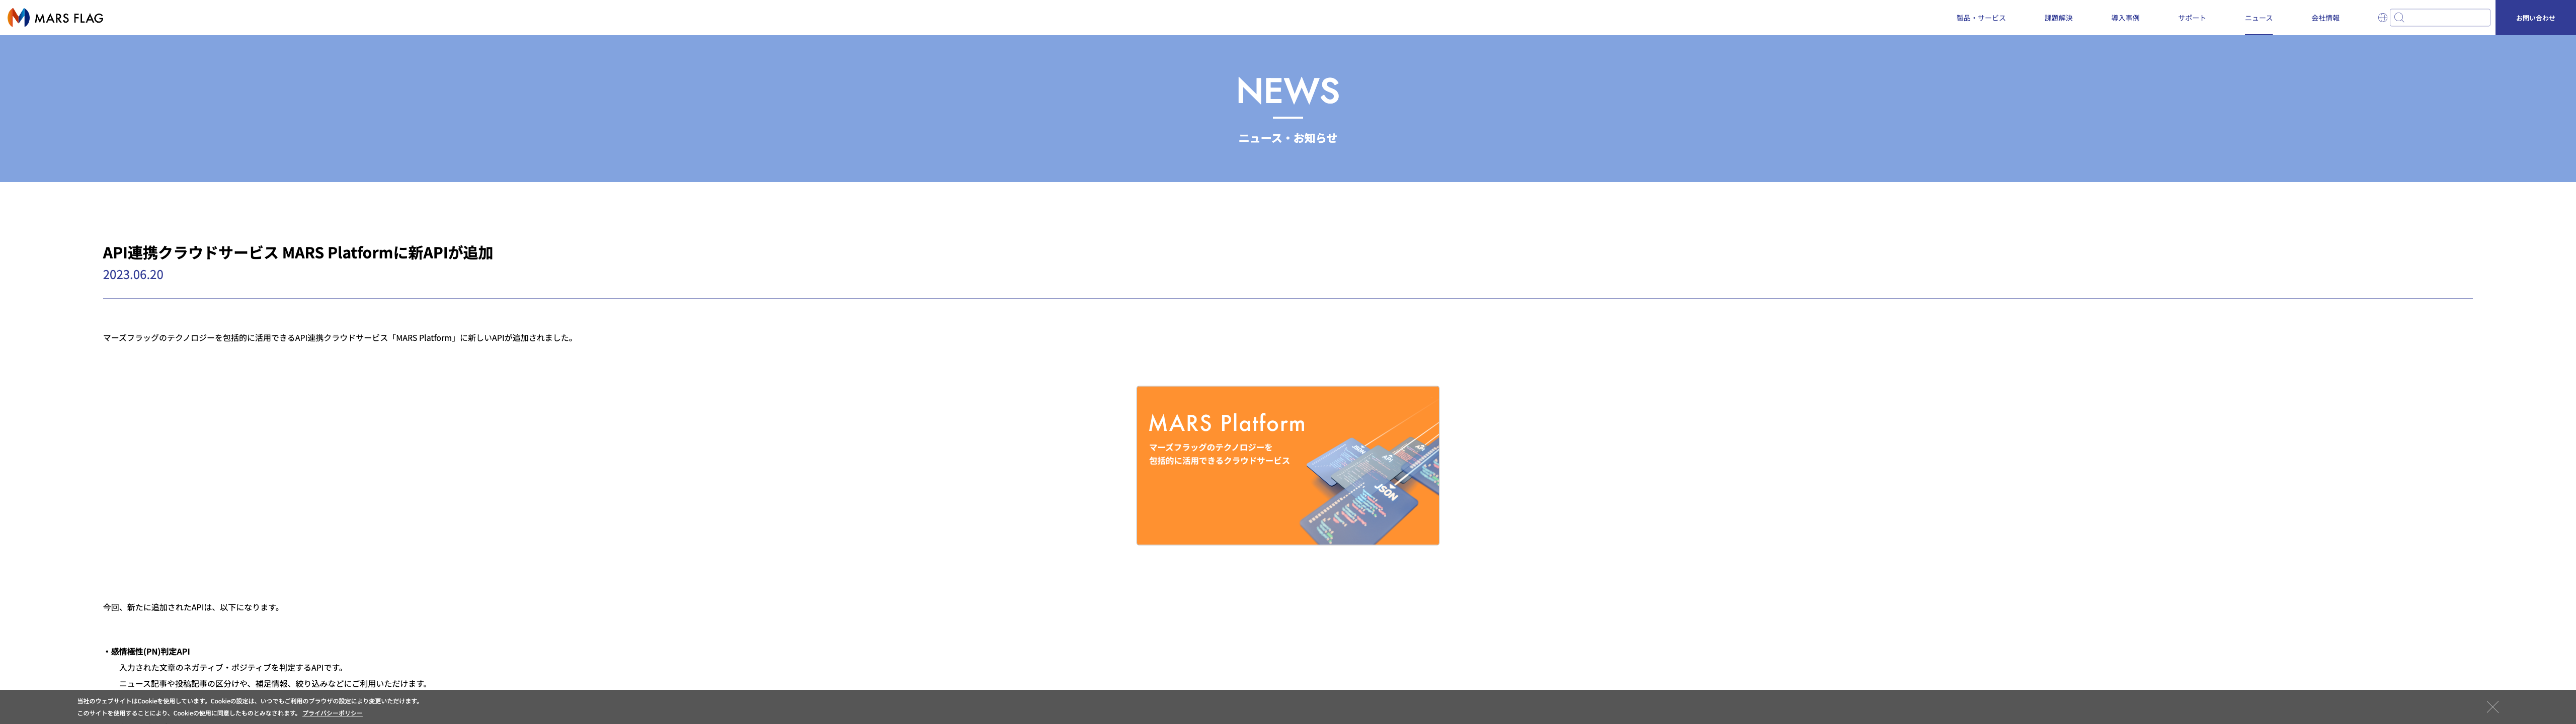 MARS FLAG
製品・サービス 課題解決 導入事例 サポート ニュース 会社情報 お問い合わせ
NEWS
ニュース・お知らせ
API連携クラウドサービス MARS Platformに新APIが追加
2023.06.20
マーズフラッグのテクノロジーを包括的に活用できるAPI連携クラウドサービス「MARS Platform」に新しいAPIが追加されました。
MARS Platform
マーズフラッグのテクノロジーを
包括的に活用できるクラウドサービス
JSON
API
JSON
今回、新たに追加されたAPIは、以下になります。
・感情極性(PN)判定API
入力された文章のネガティブ・ポジティブを判定するAPIです。
ニュース記事や投稿記事の区分けや、補足情報、絞り込みなどにご利用いただけます。
当社のウェブサイトはCookieを使用しています。Cookieの設定は、いつでもご利用のブラウザの設定により変更いただけます。
このサイトを使用することにより、Cookieの使用に同意したものとみなされます。 プライバシーポリシー